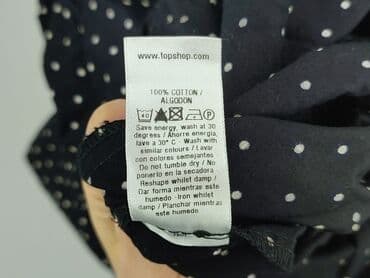 www.topshop.com
100% COTTON /
ALGODON
40 P
Save energy, wash at 30
degrees / Ahorre energía,
lave a 30° C · Wash with
similar colours / Lavar
con colores semejantes
Do not tumble dry / No
poner en la secadora
Reshape whilst damp /
Dar forma mientras este
humedo · Iron whilst
damp / Planchar mientras
este humedo